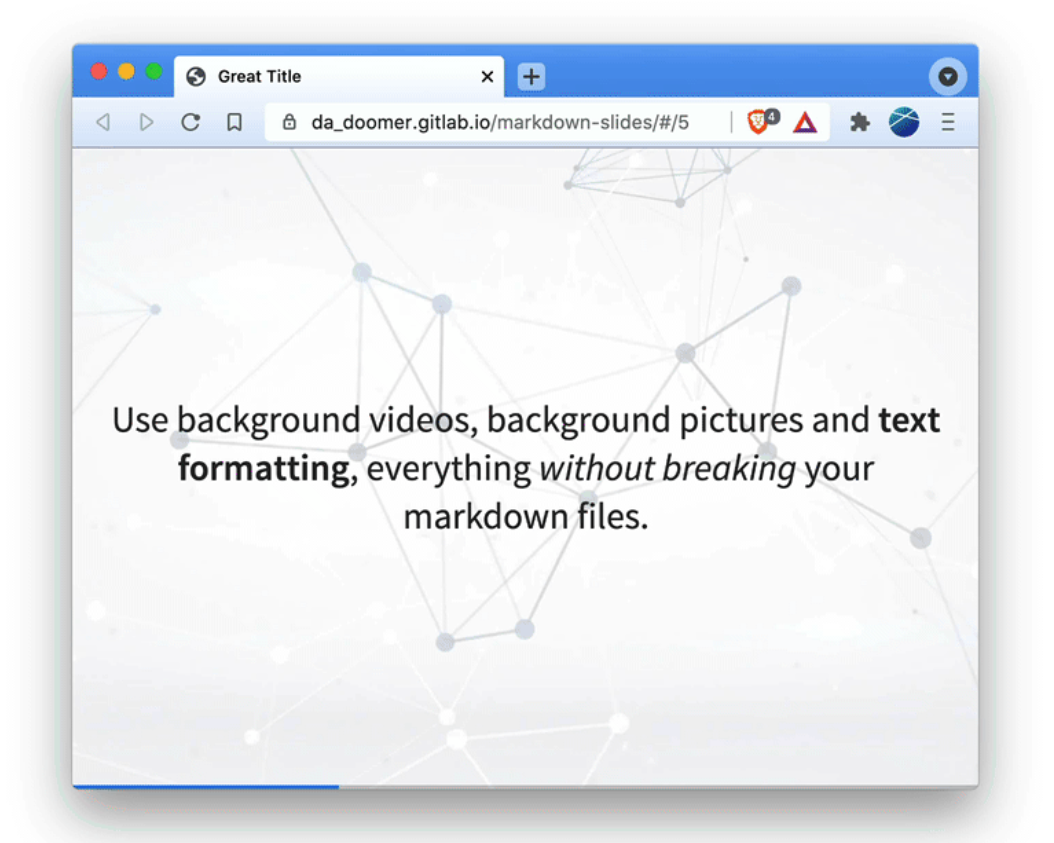 Great Title
da_doomer.gitlab.io/markdown-slides/#/5
4
Use background videos, background pictures and text
formatting, everything without breaking your
markdown files.